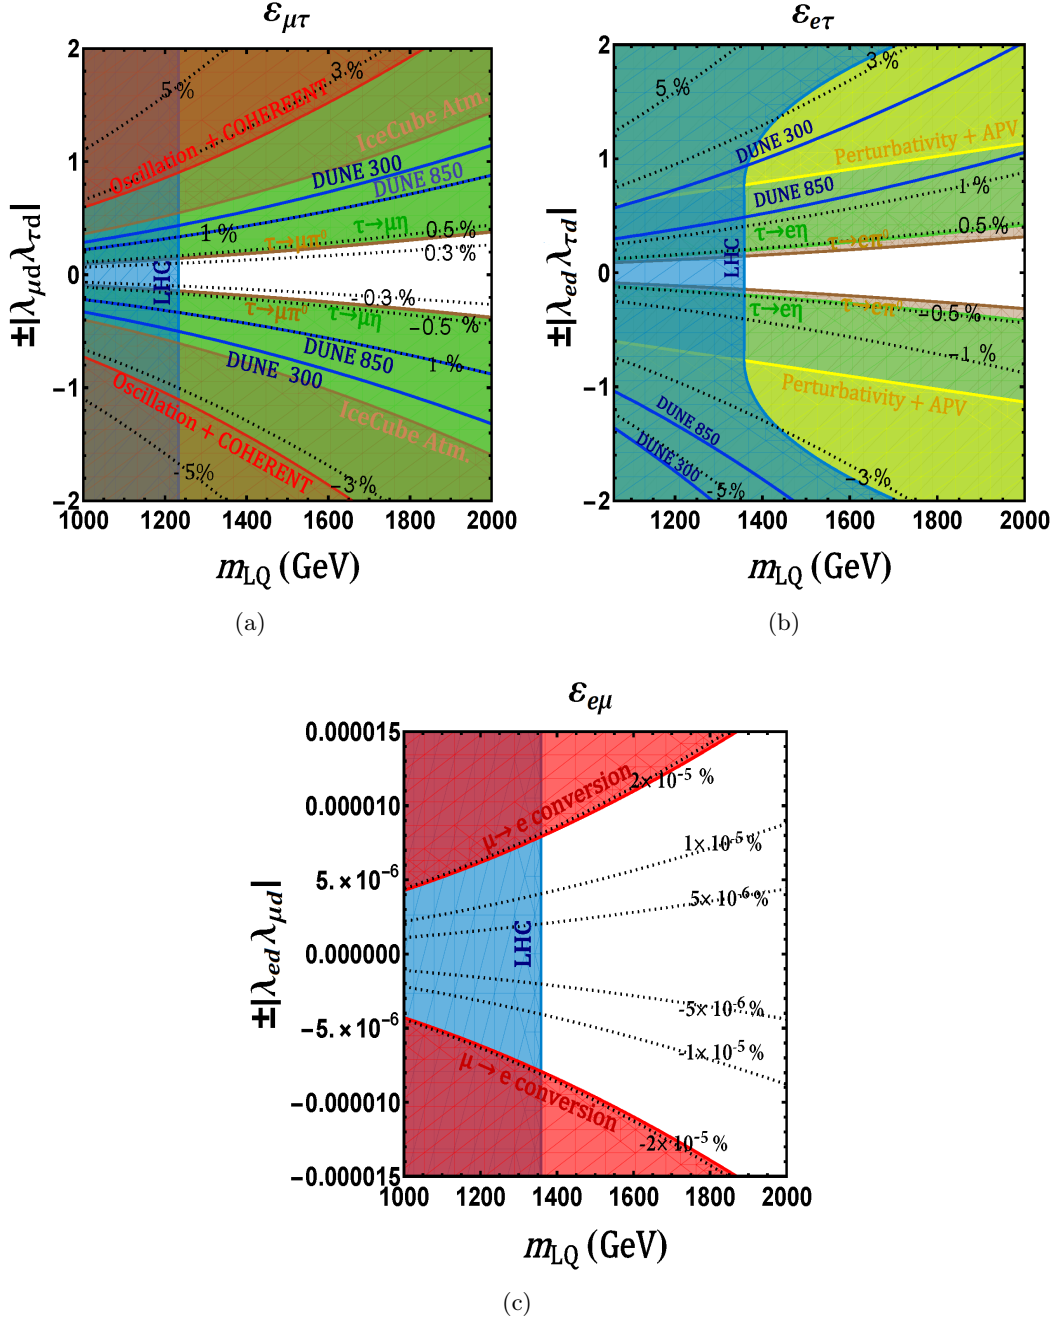 ε_μτ
±|λ_μd λ_τd|
2
1
0
−1
−2
5 %
3 %
Oscillation + COHEREENT
IceCube Atm.
DUNE 300
DUNE 850
τ→μη
1 %
τ→μπ⁰
0.5 %
0.3 %
LHC
-0.3 %
τ→μπ⁰
τ→μη
−0.5 %
DUNE 850
1 %
DUNE 300
Oscillation + COHERENT
IceCube Atm.
-5%
−3%
1000 1200 1400 1600 1800 2000
m_LQ (GeV)
(a)
ε_eτ
±|λ_ed λ_τd|
2
1
0
−1
−2
5 %
3 %
DUNE 300
Perturbativity + APV
DUNE 850
1 %
τ→eη
τ→eπ⁰
0.5 %
LHC
τ→eη
τ→eπ⁰
−0.5 %
−1 %
Perturbativity + APV
DUNE 850
DUNE 300
−3 %
-5%
1200 1400 1600 1800 2000
m_LQ (GeV)
(b)
ε_eμ
±|λ_ed λ_μd|
0.000015
0.000010
5.×10⁻⁶
0.000000
−5.×10⁻⁶
−0.000010
−0.000015
μ→ e conversion
2×10⁻⁵ %
1×10⁻⁵ %
5×10⁻⁶ %
LHC
-5×10⁻⁶ %
-1×10⁻⁵ %
μ → e conversion
-2×10⁻⁵ %
1000 1200 1400 1600 1800 2000
m_LQ (GeV)
(c)